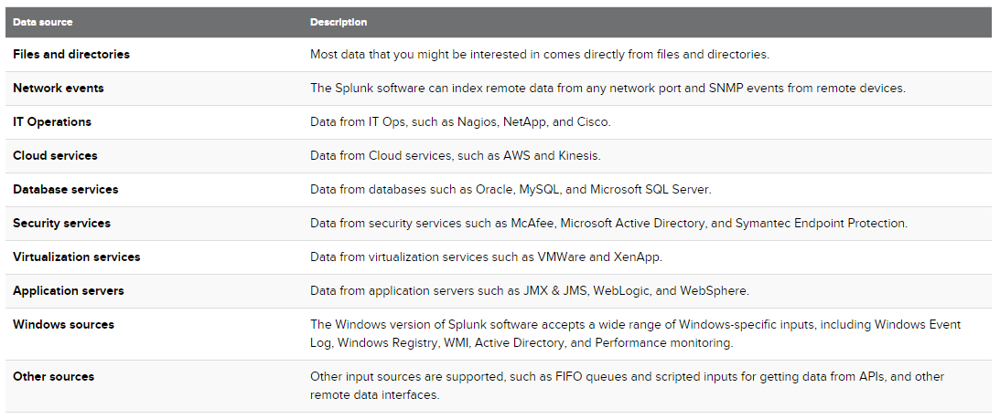 Data source Description
Files and directories Most data that you might be interested in comes directly from files and directories.
Network events The Splunk software can index remote data from any network port and SNMP events from remote devices.
IT Operations Data from IT Ops, such as Nagios, NetApp, and Cisco.
Cloud services Data from Cloud services, such as AWS and Kinesis.
Database services Data from databases such as Oracle, MySQL, and Microsoft SQL Server.
Security services Data from security services such as McAfee, Microsoft Active Directory, and Symantec Endpoint Protection.
Virtualization services Data from virtualization services such as VMWare and XenApp.
Application servers Data from application servers such as JMX & JMS, WebLogic, and WebSphere.
Windows sources The Windows version of Splunk software accepts a wide range of Windows-specific inputs, including Windows Event
Log, Windows Registry, WMI, Active Directory, and Performance monitoring.
Other sources Other input sources are supported, such as FIFO queues and scripted inputs for getting data from APIs, and other
remote data interfaces.